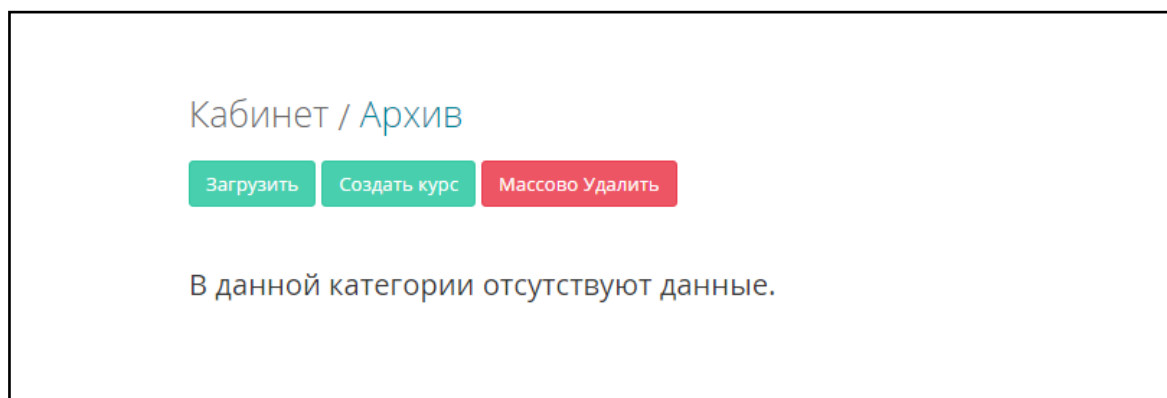 Кабинет / Архив
Загрузить Создать курс Массово Удалить
В данной категории отсутствуют данные.